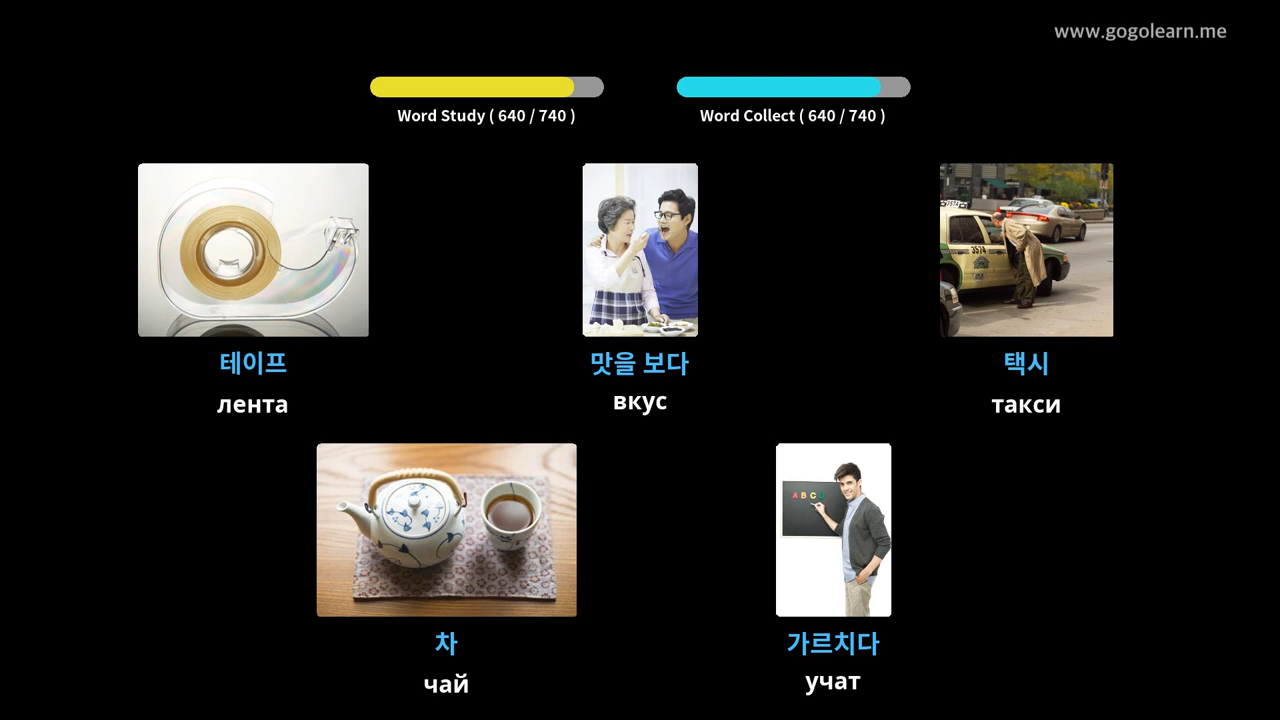 www.gogolearn.me
Word Study ( 640 / 740 )
Word Collect ( 640 / 740 )
3574
테이프
лента
맛을 보다
вкус
택시
такси
A B C D
차
чай
가르치다
учат